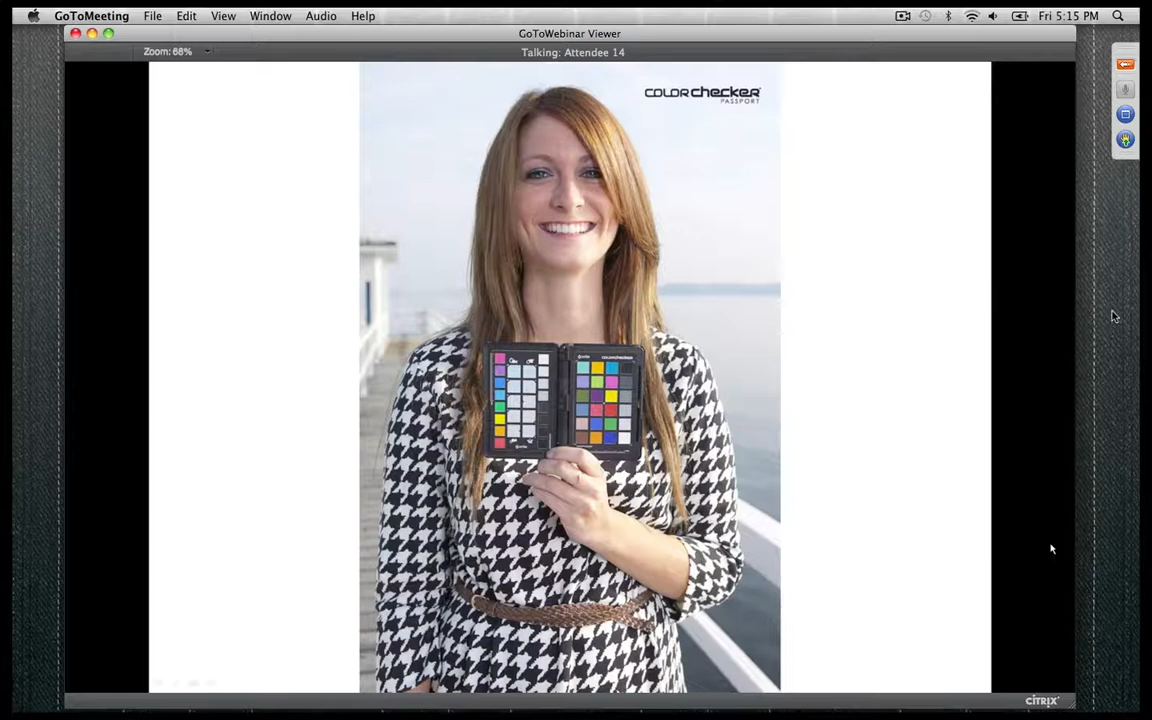 GoToMeeting File Edit View Window Audio Help Fri 5:15 PM
GoToWebinar Viewer
Zoom: 68% Talking: Attendee 14
COLORchecker
PASSPORT
CITRIX